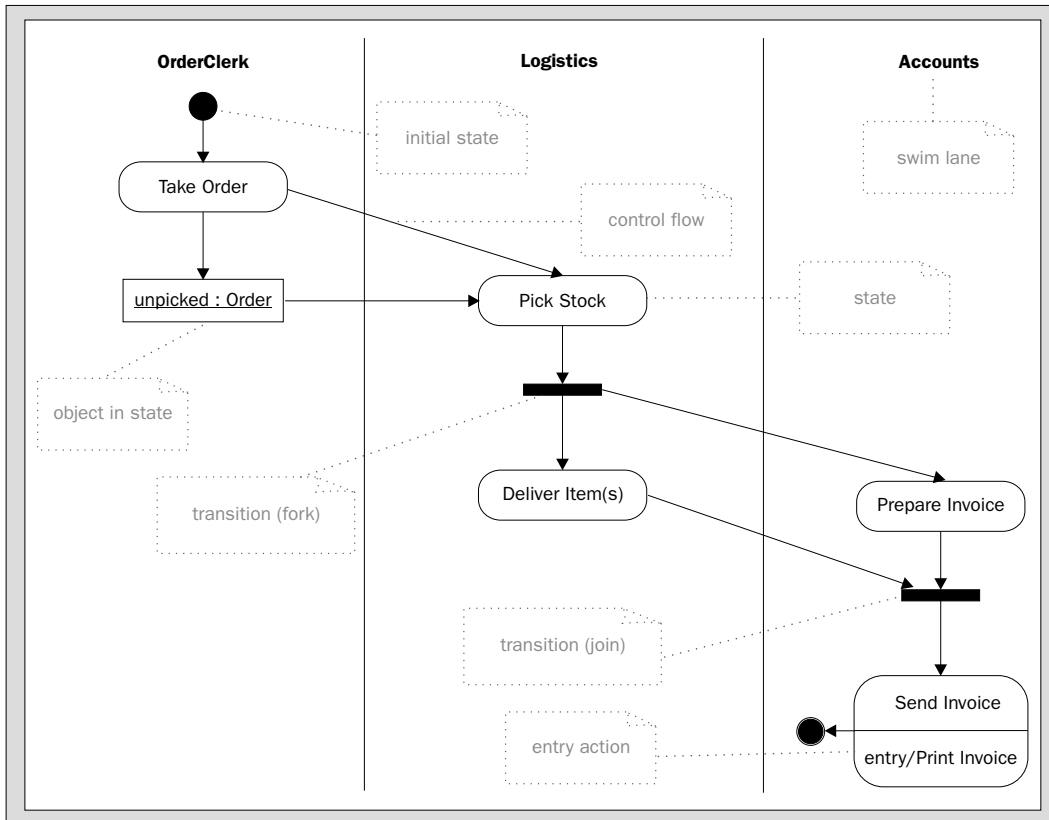 OrderClerk
Logistics
Accounts
initial state
swim lane
Take Order
control flow
unpicked : Order
Pick Stock
state
object in state
transition (fork)
Deliver Item(s)
Prepare Invoice
transition (join)
Send Invoice
entry action
entry/Print Invoice